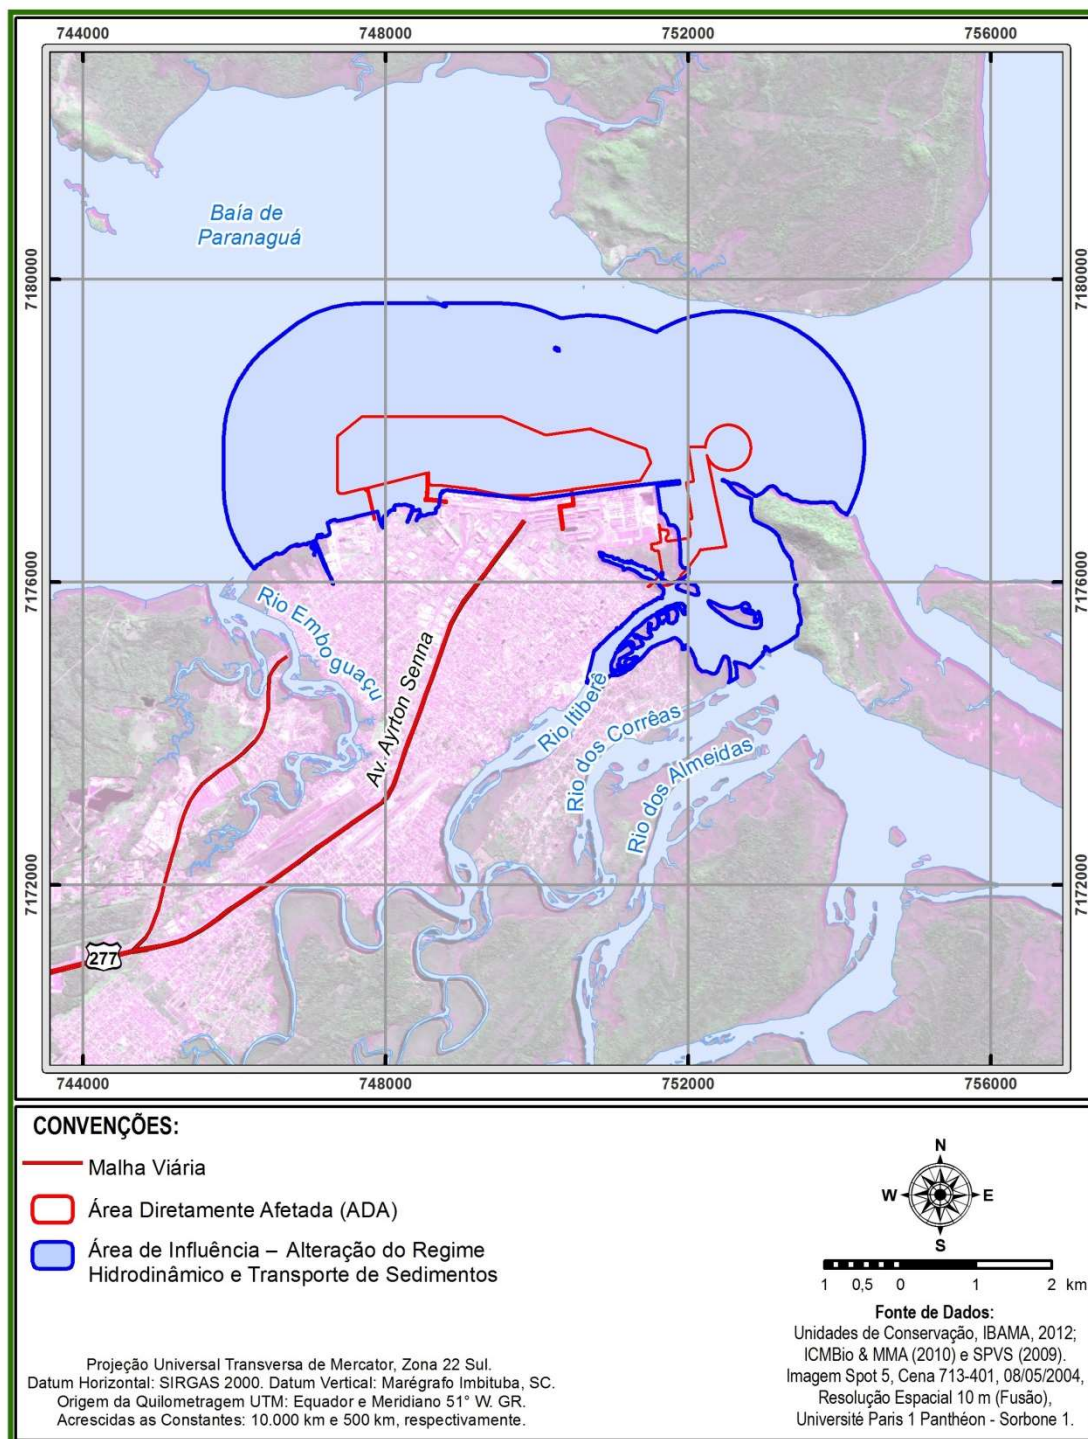 744000 748000 752000 756000
Baía de
Paranaguá
7180000 7180000
7176000 7176000
Rio Emboguaçu
Av. Ayrton Senna
Rio Itiberê
Rio dos Corrêas
Rio dos Almeidas
7172000 7172000
277
744000 748000 752000 756000
CONVENÇÕES:
Malha Viária
Área Diretamente Afetada (ADA)
Área de Influência – Alteração do Regime
Hidrodinâmico e Transporte de Sedimentos
N
W E
S
1 0,5 0 1 2 km
Fonte de Dados:
Unidades de Conservação, IBAMA, 2012;
ICMBio & MMA (2010) e SPVS (2009).
Imagem Spot 5, Cena 713-401, 08/05/2004,
Resolução Espacial 10 m (Fusão),
Université Paris 1 Panthéon - Sorbone 1.
Projeção Universal Transversa de Mercator, Zona 22 Sul.
Datum Horizontal: SIRGAS 2000. Datum Vertical: Marégrafo Imbituba, SC.
Origem da Quilometragem UTM: Equador e Meridiano 51° W. GR.
Acrescidas as Constantes: 10.000 km e 500 km, respectivamente.